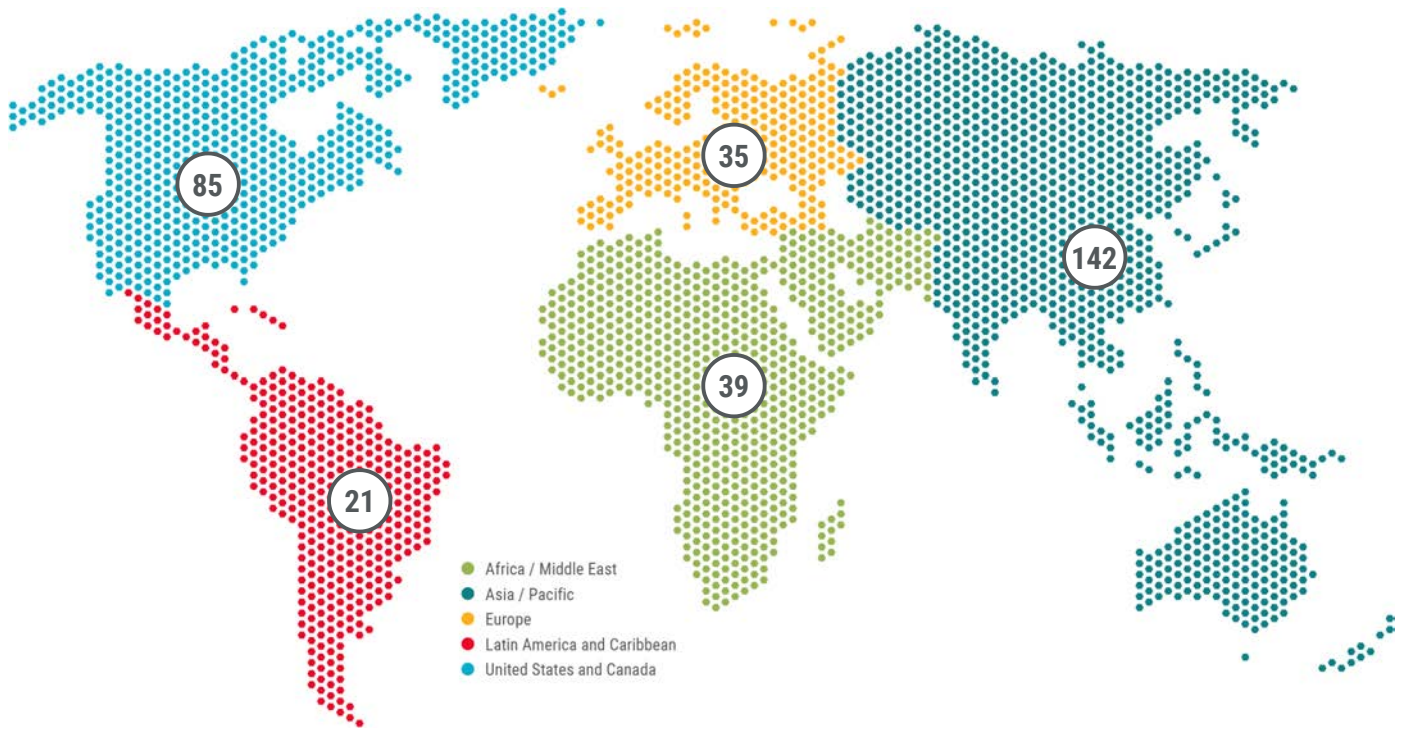 35
85
142
39
21
Africa / Middle East
Asia / Pacific
Europe
Latin America and Caribbean
United States and Canada